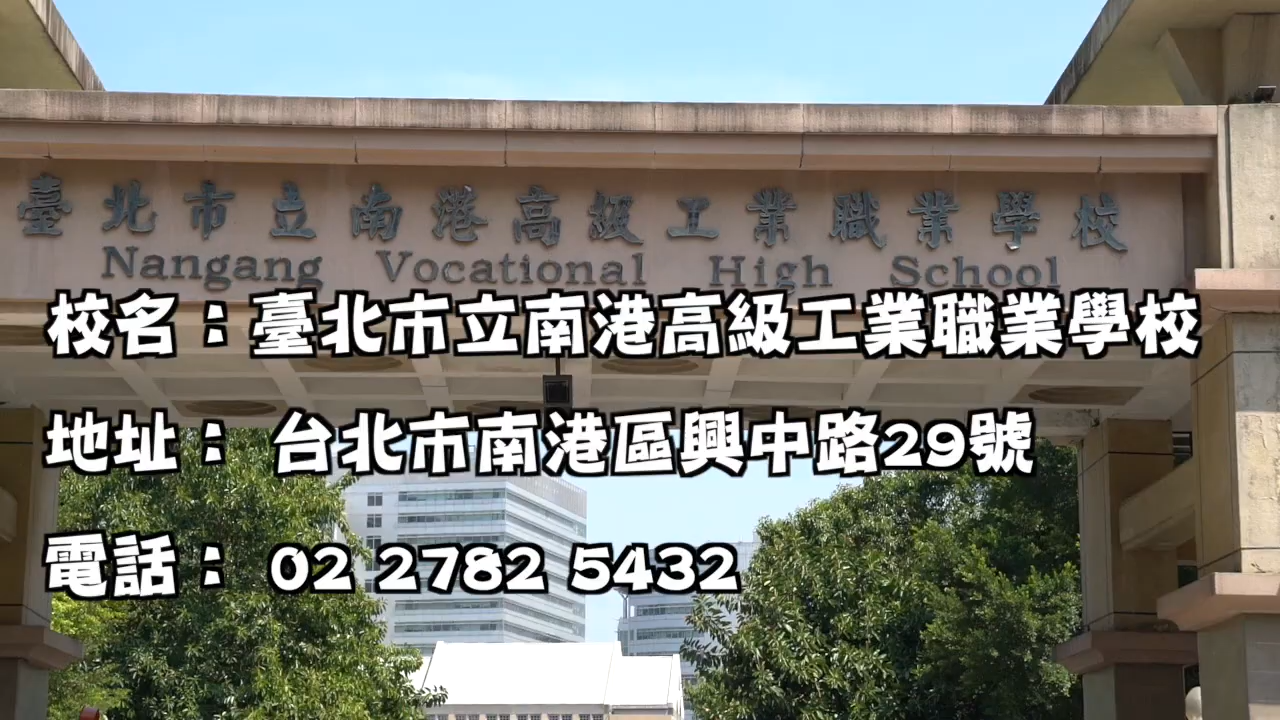 臺北市立南港高級工業職業學校
Nangang Vocational High School
校名：臺北市立南港高級工業職業學校
地址： 台北市南港區興中路29號
電話： 02 2782 5432